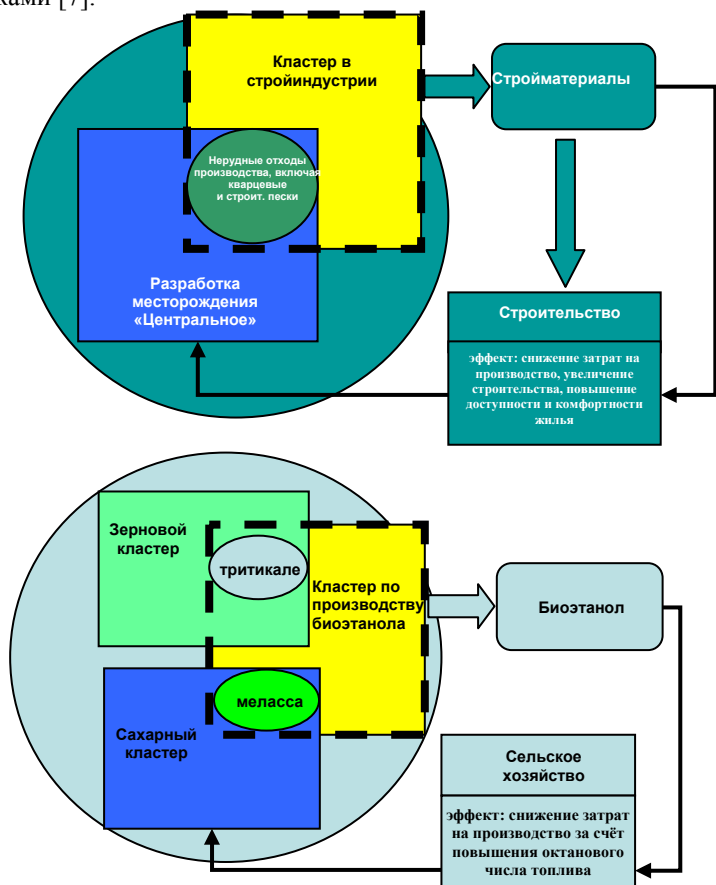 ками [7].
Кластер в
стройиндустрии
Стройматериалы
Нерудные отходы
производства, включая
кварцевые
и строит. пески
Разработка
месторождения
«Центральное»
Строительство
эффект: снижение затрат на
производство, увеличение
строительства, повышение
доступности и комфортности
жилья
Зерновой
кластер
тритикале
Кластер по
производству
биоэтанола
Биоэтанол
меласса
Сахарный
кластер
Сельское
хозяйство
эффект: снижение затрат
на производство за счёт
повышения октанового
числа топлива